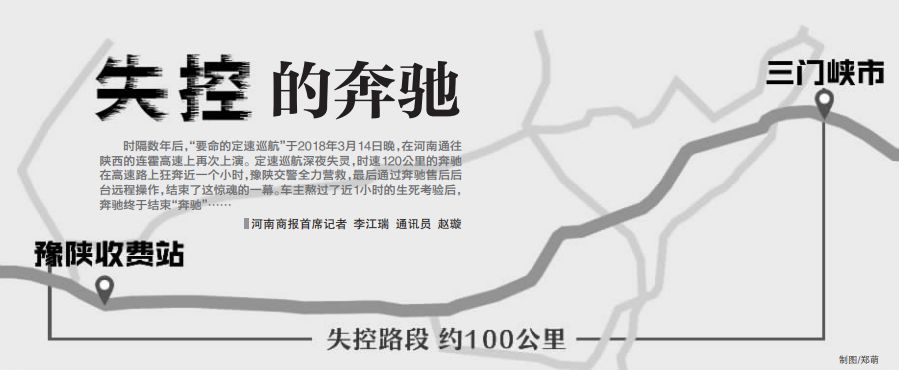 失控的奔驰
时隔数年后，“要命的定速巡航”于2018年3月14日晚，在河南通往
陕西的连霍高速上再次上演。定速巡航深夜失灵，时速120公里的奔驰
在高速路上狂奔近一个小时，豫陕交警全力营救，最后通过奔驰售后后
台远程操作，结束了这惊魂的一幕。车主熬过了近1小时的生死考验后，
奔驰终于结束“奔驰”……
河南商报首席记者 李江瑞 通讯员 赵璇
三门峡市
豫陕收费站
失控路段 约100公里
制图/郑萌